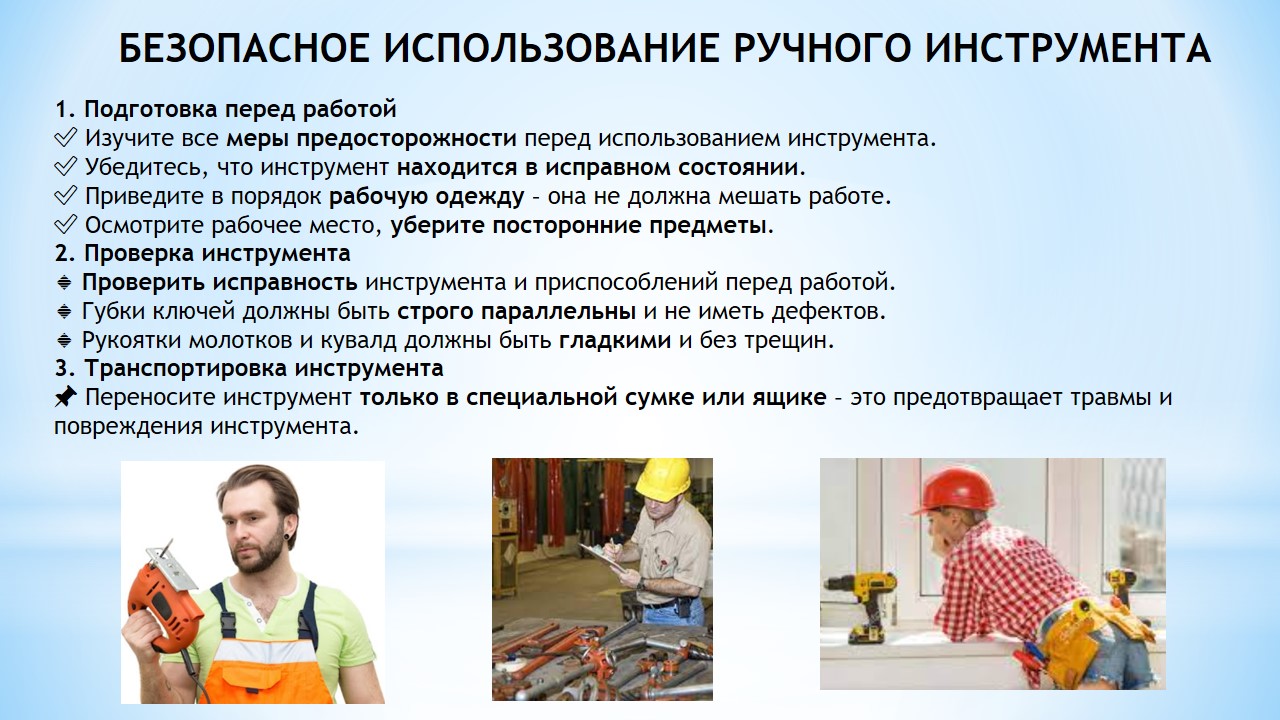 БЕЗОПАСНОЕ ИСПОЛЬЗОВАНИЕ РУЧНОГО ИНСТРУМЕНТА
1. Подготовка перед работой
✅ Изучите все меры предосторожности перед использованием инструмента.
✅ Убедитесь, что инструмент находится в исправном состоянии.
✅ Приведите в порядок рабочую одежду – она не должна мешать работе.
✅ Осмотрите рабочее место, уберите посторонние предметы.
2. Проверка инструмента
🔹 Проверить исправность инструмента и приспособлений перед работой.
🔹 Губки ключей должны быть строго параллельны и не иметь дефектов.
🔹 Рукоятки молотков и кувалд должны быть гладкими и без трещин.
3. Транспортировка инструмента
📌 Переносите инструмент только в специальной сумке или ящике – это предотвращает травмы и
повреждения инструмента.